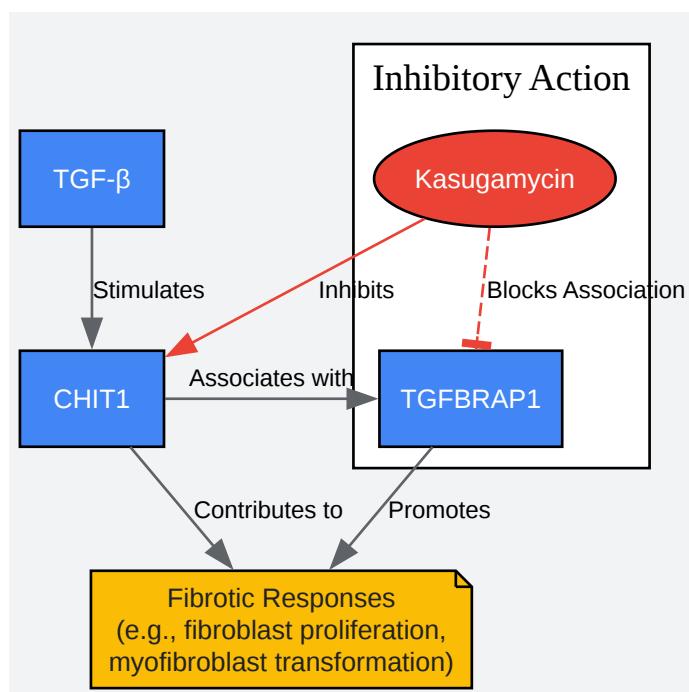 Inhibitory Action
TGF-β
Kasugamycin
Stimulates
Inhibits
Blocks Association
CHIT1
Associates with
TGFBRAP1
Contributes to
Promotes
Fibrotic Responses
(e.g., fibroblast proliferation,
myofibroblast transformation)